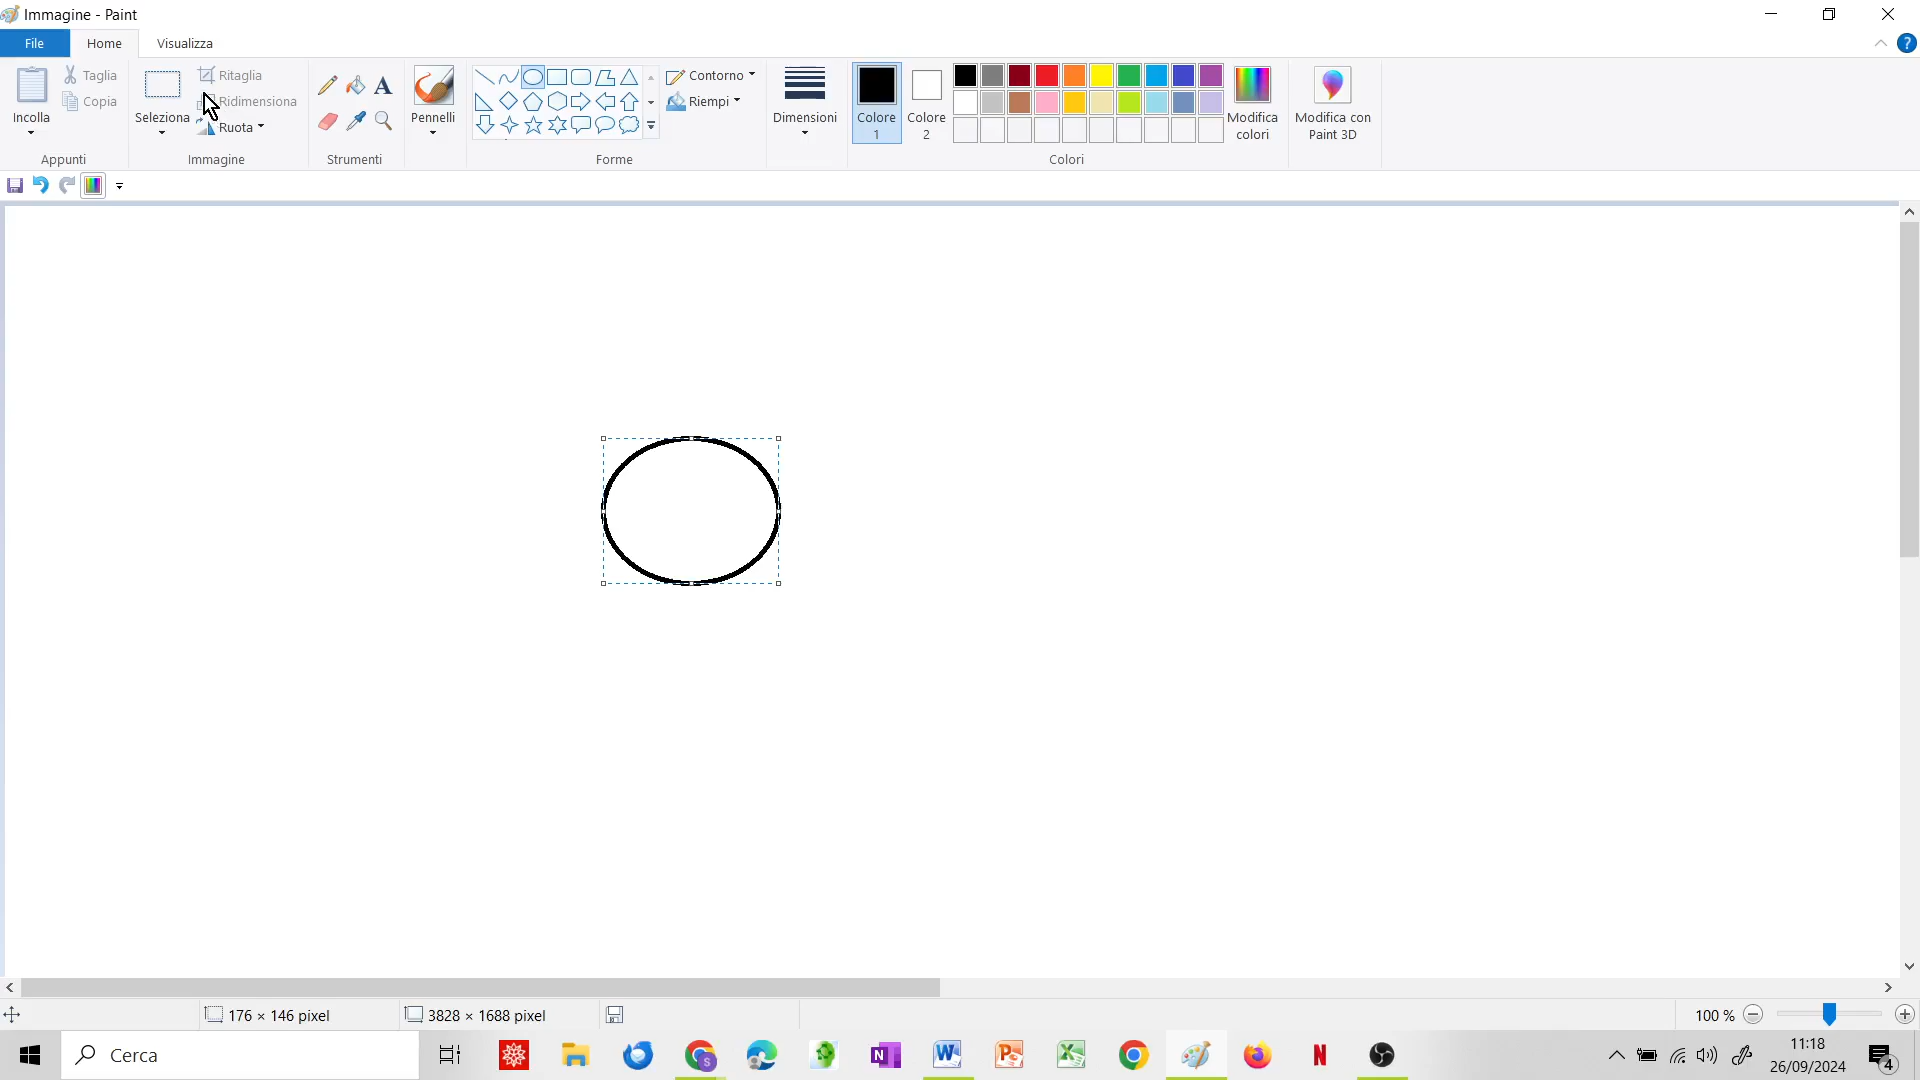 Immagine - Paint
File Home Visualizza
?
Incolla
Taglia
Copia
Appunti
Seleziona
Ritaglia
Ridimensiona
Ruota
Immagine
A
Strumenti
Pennelli
Forme
Contorno
Riempi
Dimensioni
Colore
1
Colore
2
Modifica
colori
Colori
Modifica con
Paint 3D
176 × 146 pixel
3828 × 1688 pixel
100 %
Cerca
S
N
W
P
X
N
11:18
26/09/2024
4